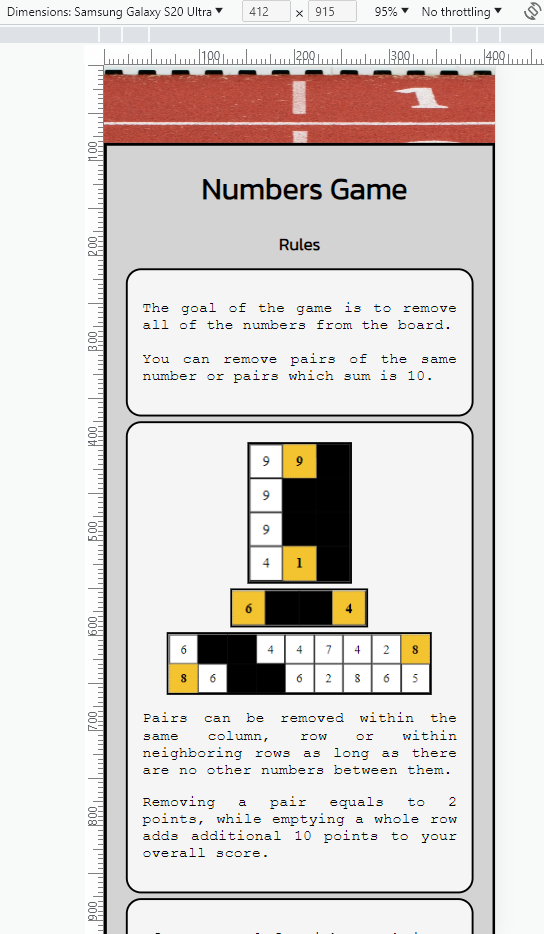 Dimensions: Samsung Galaxy S20 Ultra ▼ 412 x 915 95% ▼ No throttling ▼
100 200 300 400
1
100
Numbers Game
200
Rules
The goal of the game is to remove
all of the numbers from the board.
300
You can remove pairs of the same
number or pairs which sum is 10.
400
9 9
9
500
9
4 1
6 4
600
6 4 4 7 4 2 8
8 6 6 2 8 6 5
700
Pairs can be removed within the
same column, row or within
neighboring rows as long as there
are no other numbers between them.
800
Removing a pair equals to 2
points, while emptying a whole row
adds additional 10 points to your
overall score.
900